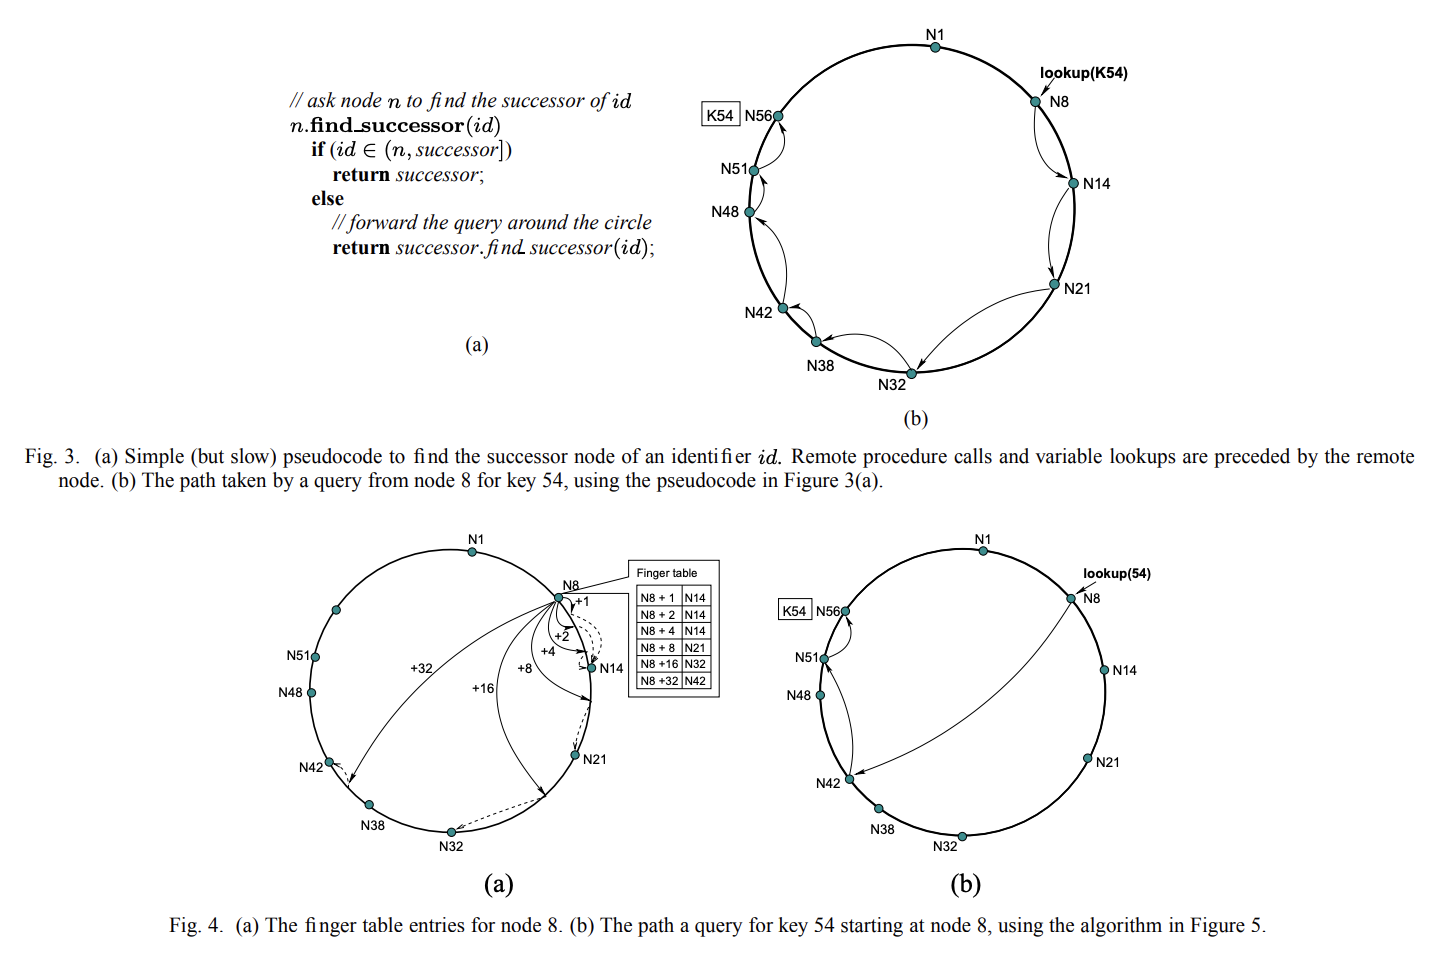 // ask node n to find the successor of id
n.find_successor(id)
if (id ∈ (n, successor])
return successor;
else
// forward the query around the circle
return successor.find_successor(id);
(a)
N1
lookup(K54)
N8
K54 N56
N51
N14
N48
N21
N42
N38
N32
(b)
Fig. 3. (a) Simple (but slow) pseudocode to find the successor node of an identifier id. Remote procedure calls and variable lookups are preceded by the remote
node. (b) The path taken by a query from node 8 for key 54, using the pseudocode in Figure 3(a).
N1
N8
+1
+2
+4
+8
+16
+32
N14
N51
N48
N42
N21
N38
N32
Finger table
N8 + 1 N14
N8 + 2 N14
N8 + 4 N14
N8 + 8 N21
N8 +16 N32
N8 +32 N42
(a)
N1
lookup(54)
N8
K54 N56
N51
N14
N48
N21
N42
N38
N32
(b)
Fig. 4. (a) The finger table entries for node 8. (b) The path a query for key 54 starting at node 8, using the algorithm in Figure 5.